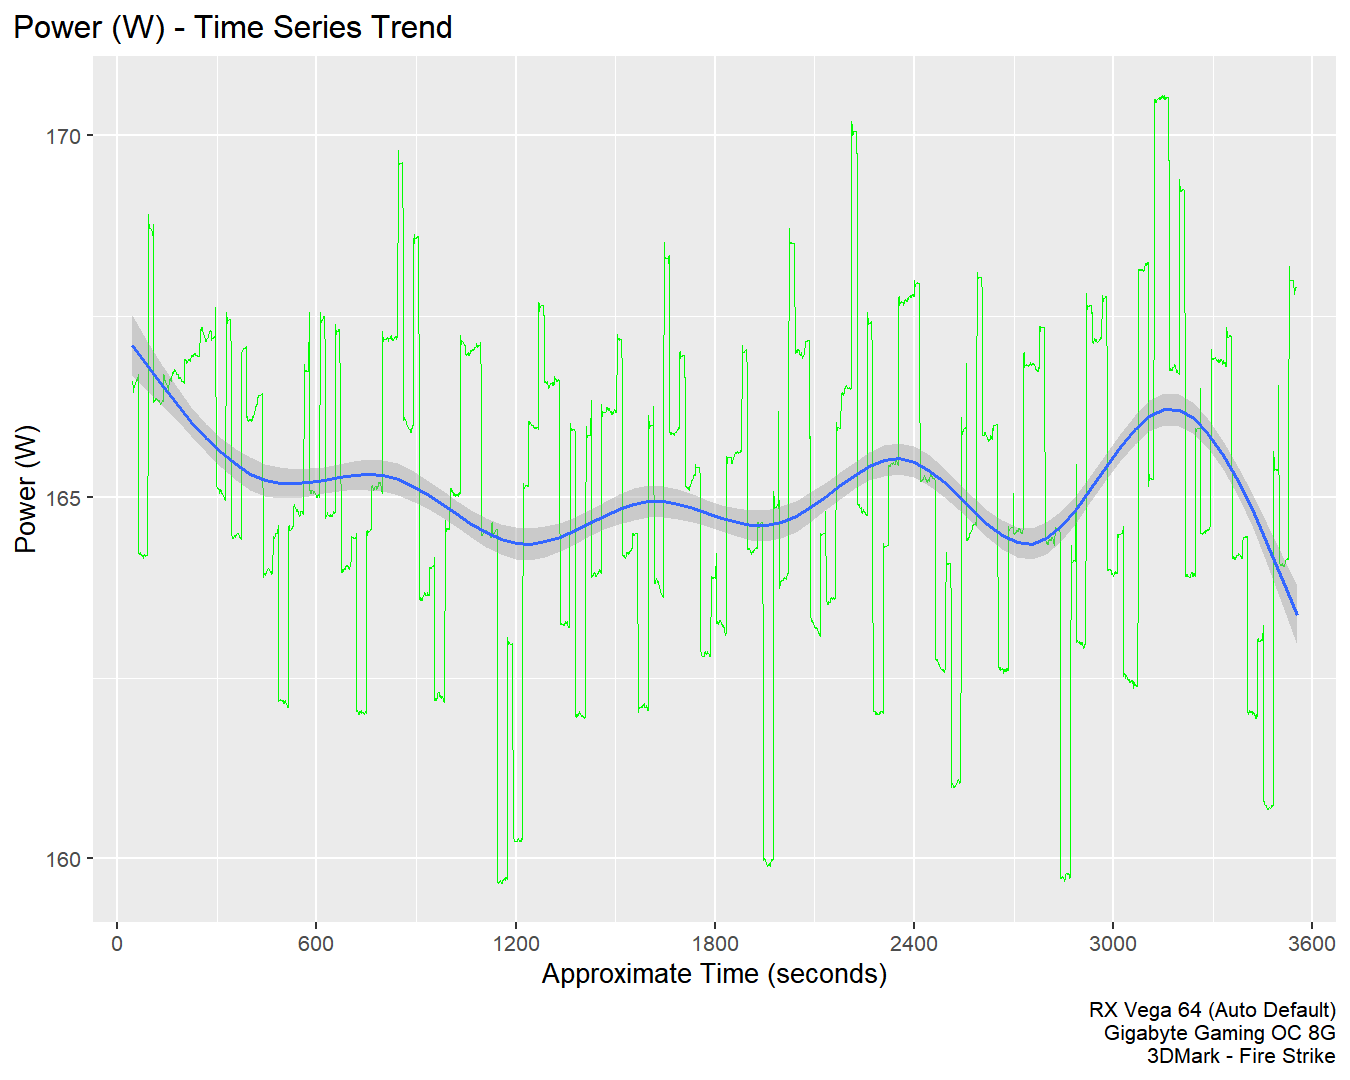 Power (W) - Time Series Trend
Power (W)
170
165
160
0 600 1200 1800 2400 3000 3600
Approximate Time (seconds)
RX Vega 64 (Auto Default)
Gigabyte Gaming OC 8G
3DMark - Fire Strike